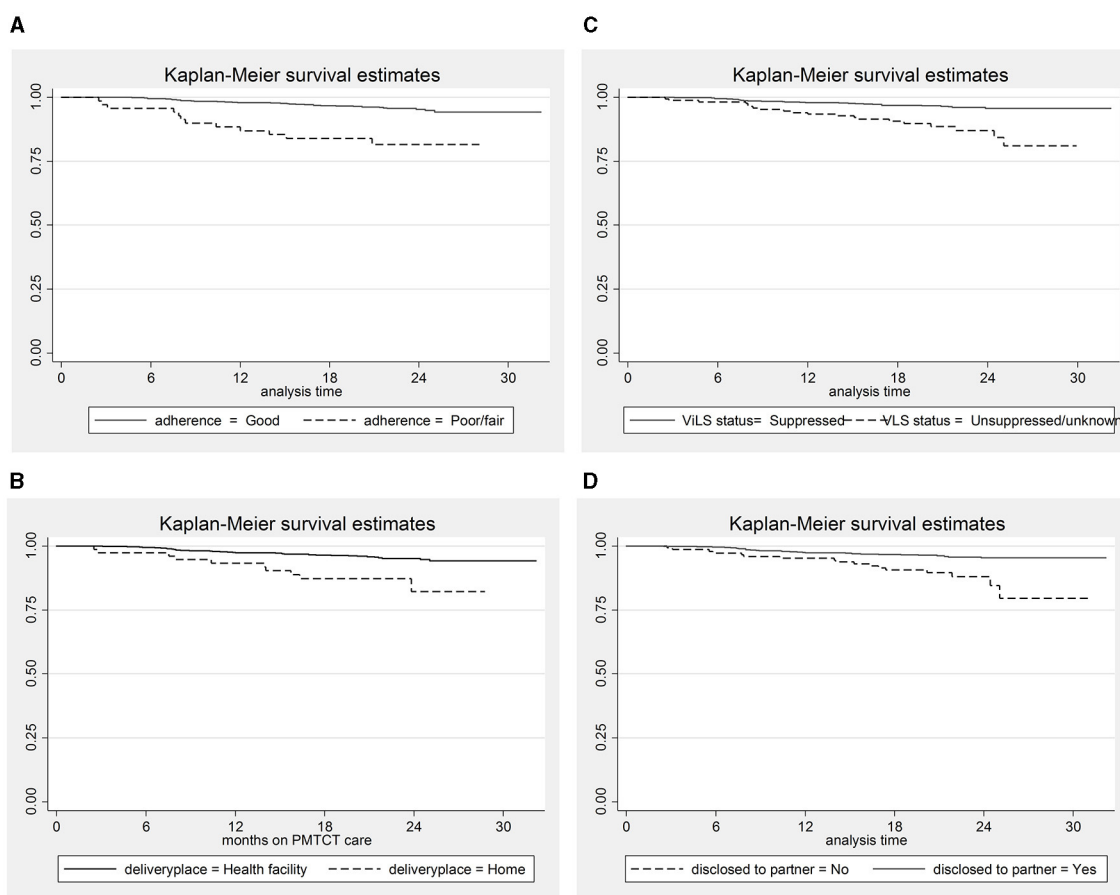 A
Kaplan-Meier survival estimates
1.00
0.75
0.50
0.25
0.00
0 6 12 18 24 30
analysis time
adherence = Good adherence = Poor/fair
C
Kaplan-Meier survival estimates
1.00
0.75
0.50
0.25
0.00
0 6 12 18 24 30
analysis time
ViLS status= Suppressed VLS status = Unsuppressed/unknown
B
Kaplan-Meier survival estimates
1.00
0.75
0.50
0.25
0.00
0 6 12 18 24 30
months on PMTCT care
deliveryplace = Health facility deliveryplace = Home
D
Kaplan-Meier survival estimates
1.00
0.75
0.50
0.25
0.00
0 6 12 18 24 30
analysis time
disclosed to partner = No disclosed to partner = Yes